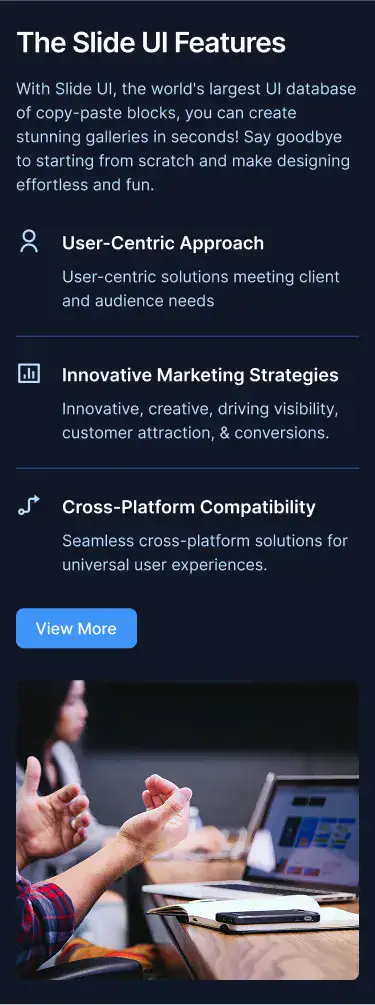 The Slide UI Features
With Slide UI, the world's largest UI database
of copy-paste blocks, you can create
stunning galleries in seconds! Say goodbye
to starting from scratch and make designing
effortless and fun.
User-Centric Approach
User-centric solutions meeting client
and audience needs
Innovative Marketing Strategies
Innovative, creative, driving visibility,
customer attraction, & conversions.
Cross-Platform Compatibility
Seamless cross-platform solutions for
universal user experiences.
View More